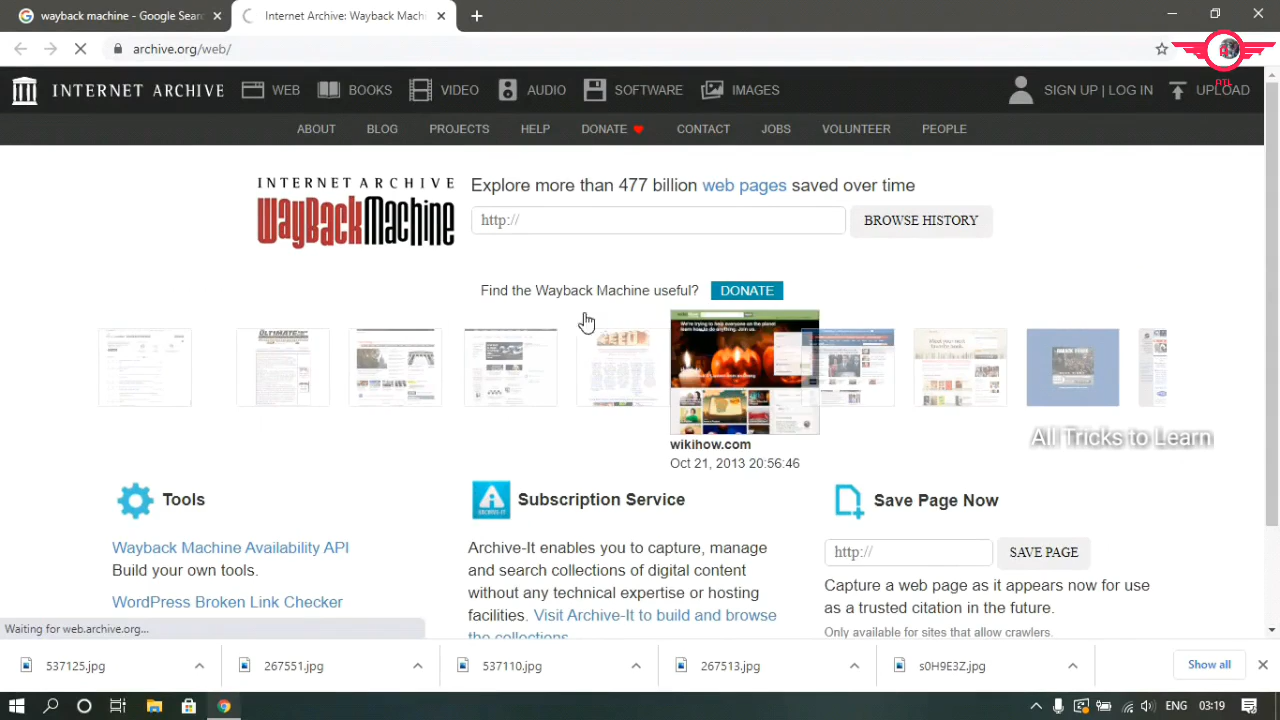 wayback machine - Google Sear
Internet Archive: Wayback Mach
archive.org/web/
ATL
INTERNET ARCHIVE
WEB
BOOKS
VIDEO
AUDIO
SOFTWARE
IMAGES
SIGN UP | LOG IN
UPLOAD
ABOUT
BLOG
PROJECTS
HELP
DONATE
CONTACT
JOBS
VOLUNTEER
PEOPLE
INTERNET ARCHIVE
WayBackMachine
Explore more than 477 billion web pages saved over time
http://
BROWSE HISTORY
Find the Wayback Machine useful?
DONATE
wikihow.com
Oct 21, 2013 20:56:46
All Tricks to Learn
Tools
Wayback Machine Availability API
Build your own tools.
WordPress Broken Link Checker
Subscription Service
Archive-It enables you to capture, manage
and search collections of digital content
without any technical expertise or hosting
facilities. Visit Archive-It to build and browse
the collections.
Save Page Now
http://
SAVE PAGE
Capture a web page as it appears now for use
as a trusted citation in the future.
Only available for sites that allow crawlers.
Waiting for web.archive.org...
537125.jpg
267551.jpg
537110.jpg
267513.jpg
s0H9E3Z.jpg
Show all
ENG
03:19